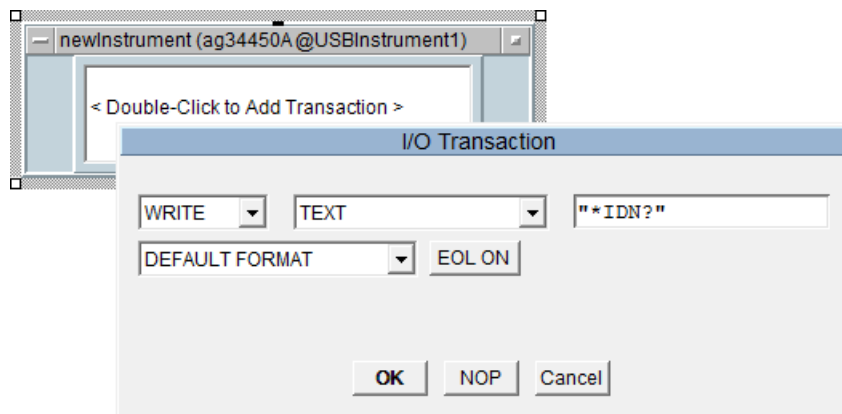 newInstrument (ag34450A@USBInstrument1)
< Double-Click to Add Transaction >
I/O Transaction
WRITE TEXT "*IDN?"
DEFAULT FORMAT EOL ON
OK NOP Cancel